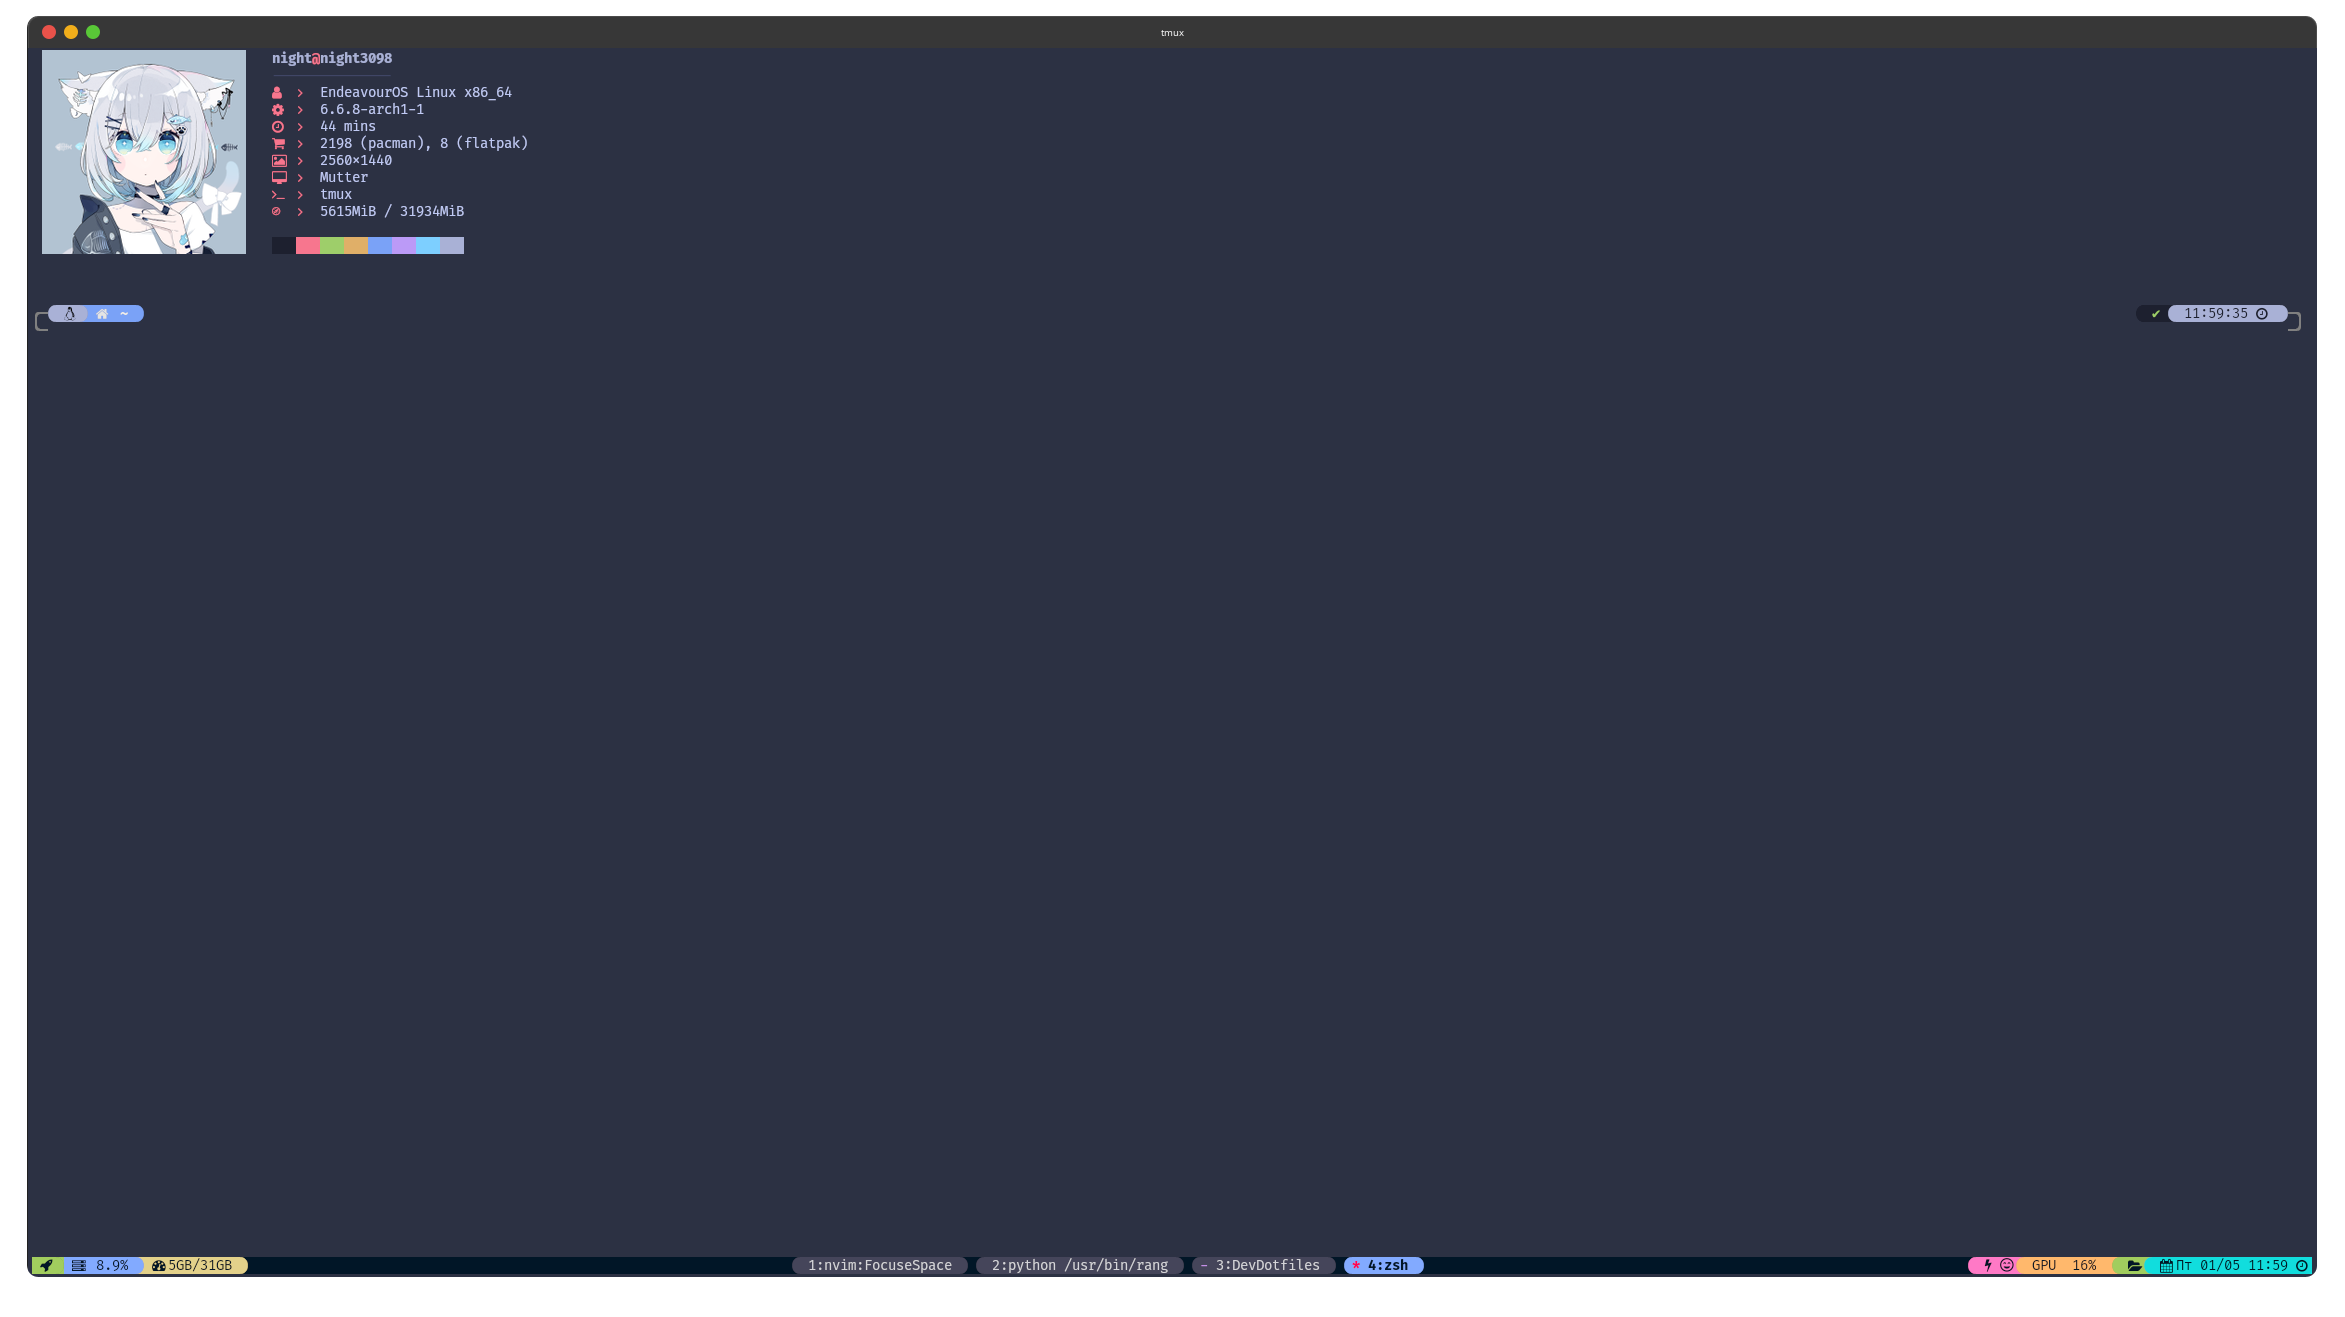 tmux
night@night3098
EndeavourOS Linux x86_64
6.6.8-arch1-1
44 mins
2198 (pacman), 8 (flatpak)
2560x1440
Mutter
tmux
5615MiB / 31934MiB
~ ✔ 11:59:35
8.9% 5GB/31GB 1:nvim:FocuseSpace 2:python /usr/bin/rang - 3:DevDotfiles * 4:zsh GPU 16% Пт 01/05 11:59